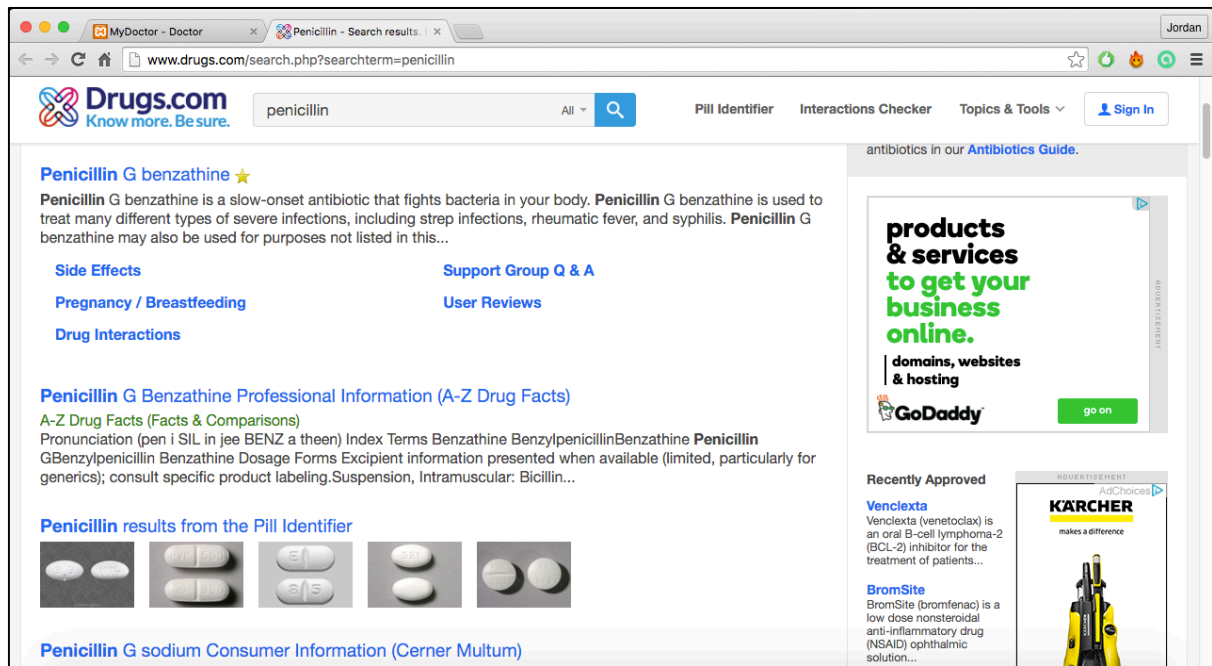 MyDoctor - Doctor
Penicillin - Search results.
Jordan
www.drugs.com/search.php?searchterm=penicillin
Drugs.com
Know more. Be sure.
penicillin
All
Pill Identifier
Interactions Checker
Topics & Tools
Sign In
Penicillin G benzathine
Penicillin G benzathine is a slow-onset antibiotic that fights bacteria in your body. Penicillin G benzathine is used to
treat many different types of severe infections, including strep infections, rheumatic fever, and syphilis. Penicillin G
benzathine may also be used for purposes not listed in this...
Side Effects
Support Group Q & A
Pregnancy / Breastfeeding
User Reviews
Drug Interactions
Penicillin G Benzathine Professional Information (A-Z Drug Facts)
A-Z Drug Facts (Facts & Comparisons)
Pronunciation (pen i SIL in jee BENZ a theen) Index Terms Benzathine BenzylpenicillinBenzathine Penicillin
GBenzylpenicillin Benzathine Dosage Forms Excipient information presented when available (limited, particularly for
generics); consult specific product labeling.Suspension, Intramuscular: Bicillin...
Penicillin results from the Pill Identifier
Penicillin G sodium Consumer Information (Cerner Multum)
antibiotics in our Antibiotics Guide.
products
& services
to get your
business
online.
domains, websites
& hosting
GoDaddy
go on
ADVERTISEMENT
Recently Approved
Venclexta
Venclexta (venetoclax) is
an oral B-cell lymphoma-2
(BCL-2) inhibitor for the
treatment of patients...
BromSite
BromSite (bromfenac) is a
low dose nonsteroidal
anti-inflammatory drug
(NSAID) ophthalmic
solution...
ADVERTISEMENT
AdChoices
KÄRCHER
makes a difference